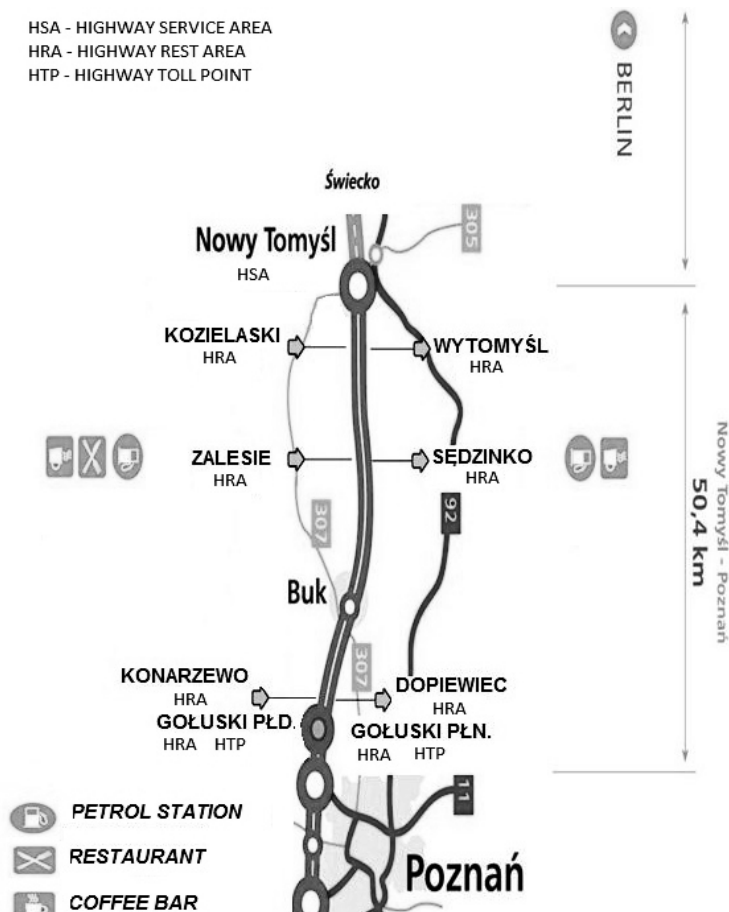 HSA - HIGHWAY SERVICE AREA
HRA - HIGHWAY REST AREA
HTP - HIGHWAY TOLL POINT
BERLIN
Świecko
305
Nowy Tomyśl
HSA
KOZIELASKI
HRA
WYTOMYŚL
HRA
ZALESIE
HRA
SĘDZINKO
HRA
Nowy Tomyśl - Poznań
50,4 km
307
92
Buk
307
KONARZEWO
HRA
DOPIEWIEC
HRA
GOŁUSKI PŁD.
HRA HTP
GOŁUSKI PŁN.
HRA HTP
11
PETROL STATION
RESTAURANT
COFFEE BAR
Poznań